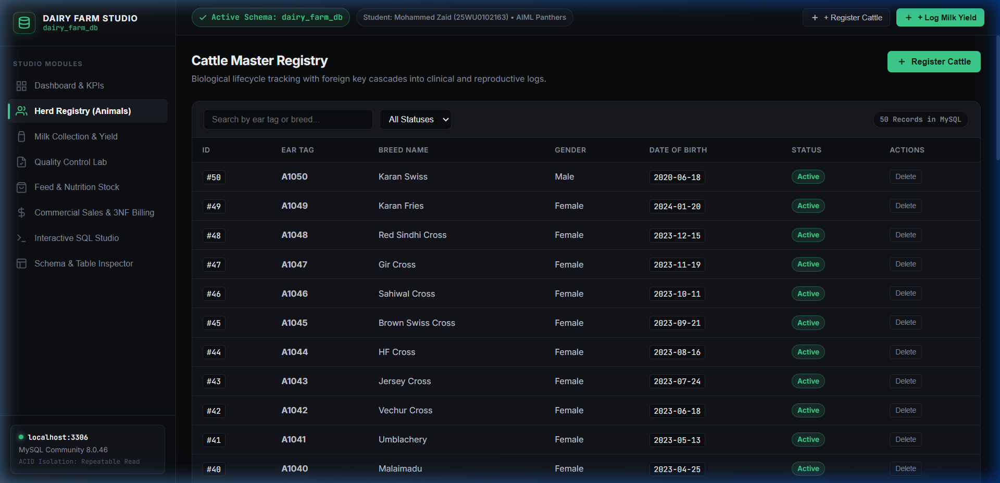 DAIRY FARM STUDIO
dairy_farm_db
STUDIO MODULES
Dashboard & KPIs
Herd Registry (Animals)
Milk Collection & Yield
Quality Control Lab
Feed & Nutrition Stock
Commercial Sales & 3NF Billing
Interactive SQL Studio
Schema & Table Inspector
localhost:3306
MySQL Community 8.0.46
ACID Isolation: Repeatable Read
Active Schema: dairy_farm_db
Student: Mohammed Zaid (25WU0102163) • AIML Panthers
+ + Register Cattle
+ + Log Milk Yield
Cattle Master Registry
Biological lifecycle tracking with foreign key cascades into clinical and reproductive logs.
+ Register Cattle
Search by ear tag or breed...
All Statuses
50 Records in MySQL
ID EAR TAG BREED NAME GENDER DATE OF BIRTH STATUS ACTIONS
#50 A1050 Karan Swiss Male 2020-06-18 Active Delete
#49 A1049 Karan Fries Female 2024-01-20 Active Delete
#48 A1048 Red Sindhi Cross Female 2023-12-15 Active Delete
#47 A1047 Gir Cross Female 2023-11-19 Active Delete
#46 A1046 Sahiwal Cross Female 2023-10-11 Active Delete
#45 A1045 Brown Swiss Cross Female 2023-09-21 Active Delete
#44 A1044 HF Cross Female 2023-08-16 Active Delete
#43 A1043 Jersey Cross Female 2023-07-24 Active Delete
#42 A1042 Vechur Cross Female 2023-06-18 Active Delete
#41 A1041 Umblachery Female 2023-05-13 Active Delete
#40 A1040 Malaimadu Female 2023-04-25 Active Delete